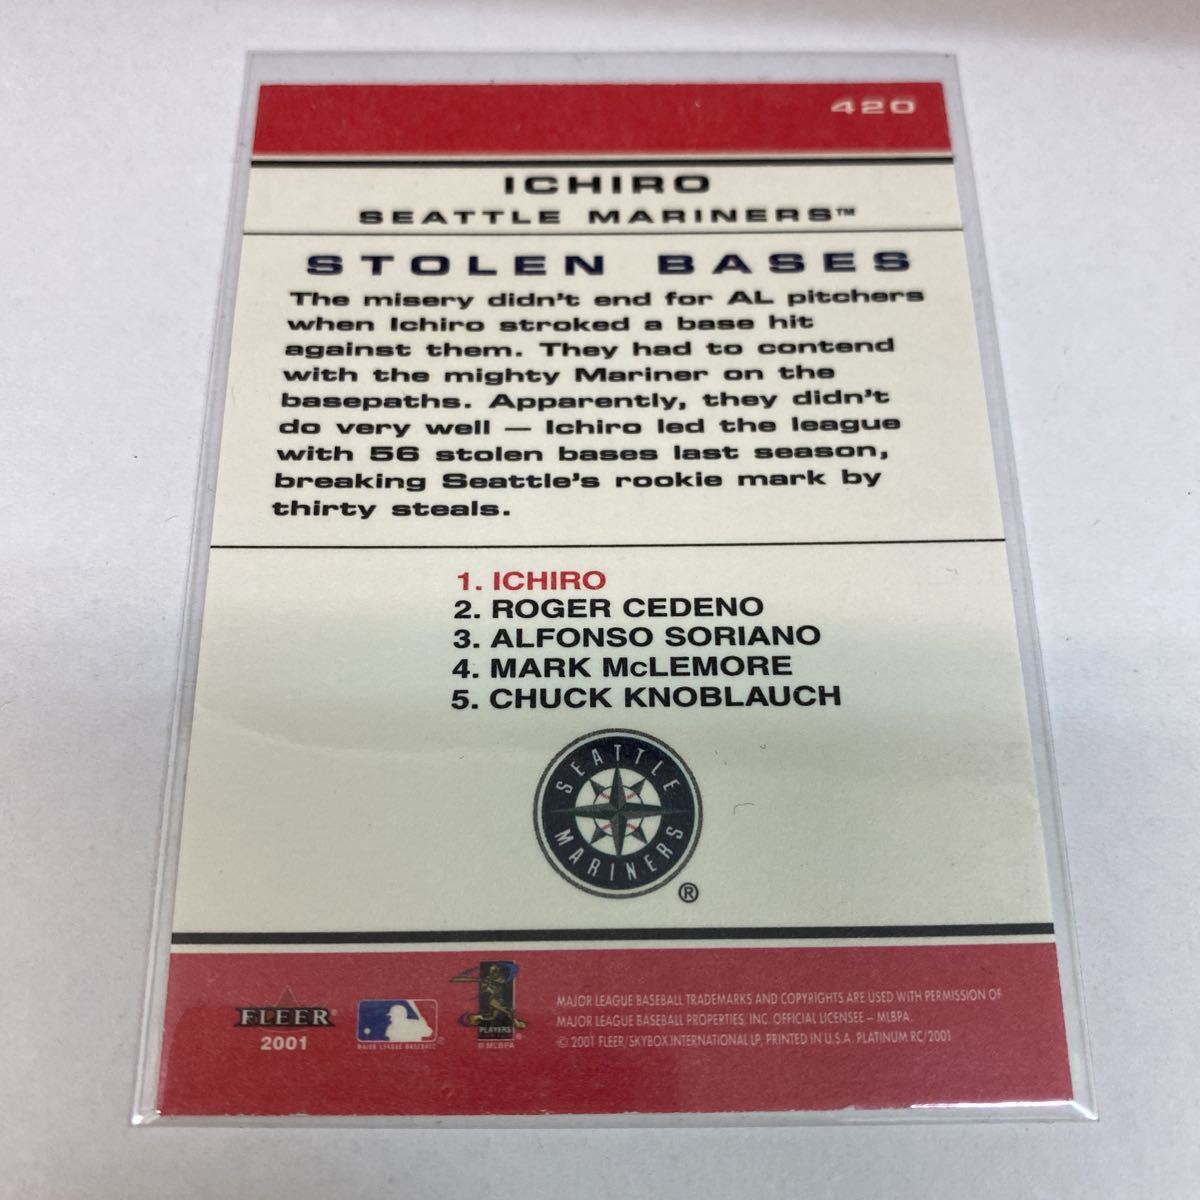 420
ICHIRO
SEATTLE MARINERS™
STOLEN BASES
The misery didn't end for AL pitchers
when Ichiro stroked a base hit
against them. They had to contend
with the mighty Mariner on the
basepaths. Apparently, they didn't
do very well — Ichiro led the league
with 56 stolen bases last season,
breaking Seattle's rookie mark by
thirty steals.
1. ICHIRO
2. ROGER CEDENO
3. ALFONSO SORIANO
4. MARK McLEMORE
5. CHUCK KNOBLAUCH
SEATTLE
MARINERS
®
FLEER
2001
MAJOR LEAGUE BASEBALL
PLAYERS
© MLBPA
MAJOR LEAGUE BASEBALL TRADEMARKS AND COPYRIGHTS ARE USED WITH PERMISSION OF
MAJOR LEAGUE BASEBALL PROPERTIES, INC. OFFICIAL LICENSEE – MLBPA.
© 2001 FLEER/SKYBOX INTERNATIONAL LP, PRINTED IN U.S.A. PLATINUM RC/2001